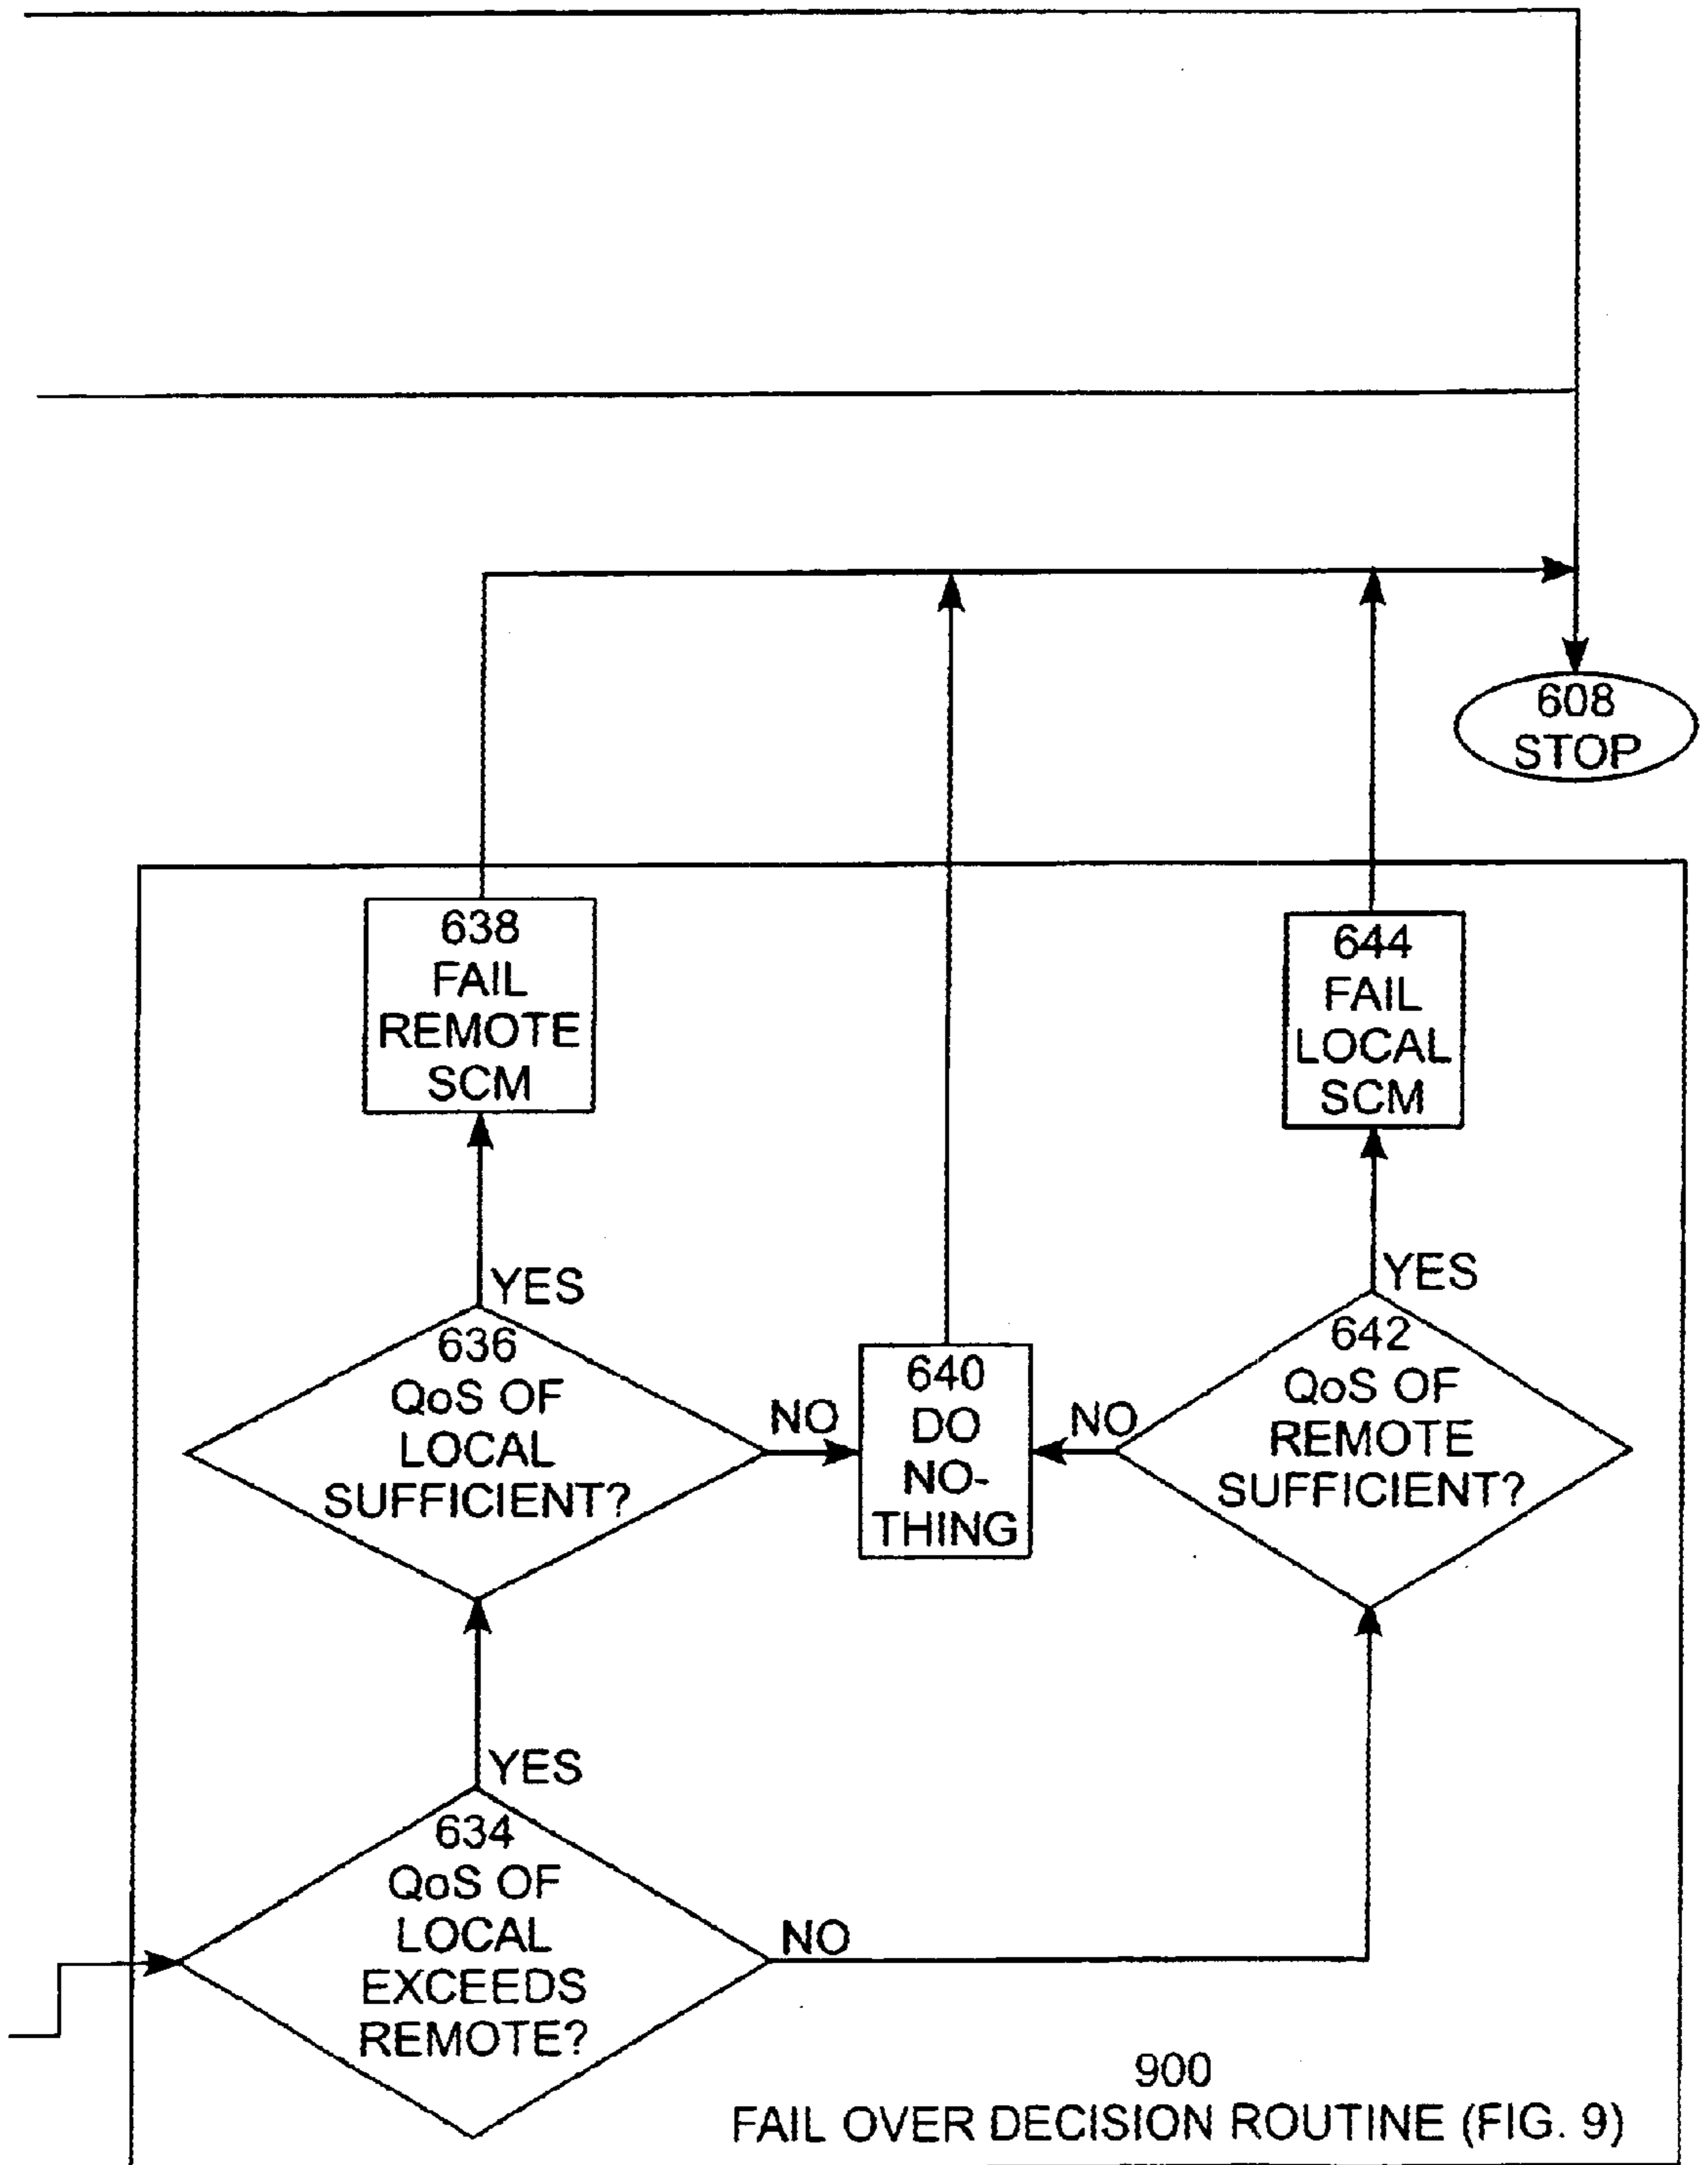 608
STOP
638
FAIL
REMOTE
SCM
644
FAIL
LOCAL
SCM
YES
636
QoS OF
LOCAL
SUFFICIENT?
NO
640
DO
NO-
THING
NO
YES
642
QoS OF
REMOTE
SUFFICIENT?
YES
634
QoS OF
LOCAL
EXCEEDS
REMOTE?
NO
900
FAIL OVER DECISION ROUTINE (FIG. 9)